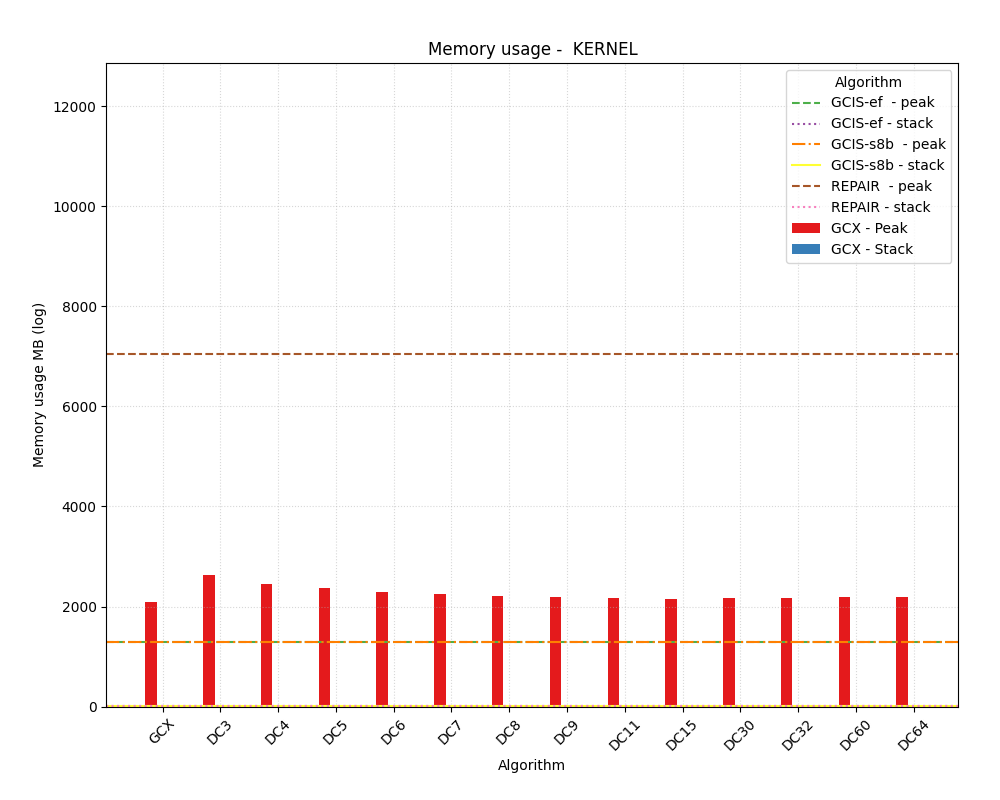 Memory usage -  KERNEL
Algorithm
GCIS-ef  - peak
GCIS-ef - stack
GCIS-s8b  - peak
GCIS-s8b - stack
REPAIR  - peak
REPAIR - stack
GCX - Peak
GCX - Stack
Memory usage MB (log)
12000
10000
8000
6000
4000
2000
0
GCX DC3 DC4 DC5 DC6 DC7 DC8 DC9 DC11 DC15 DC30 DC32 DC60 DC64
Algorithm